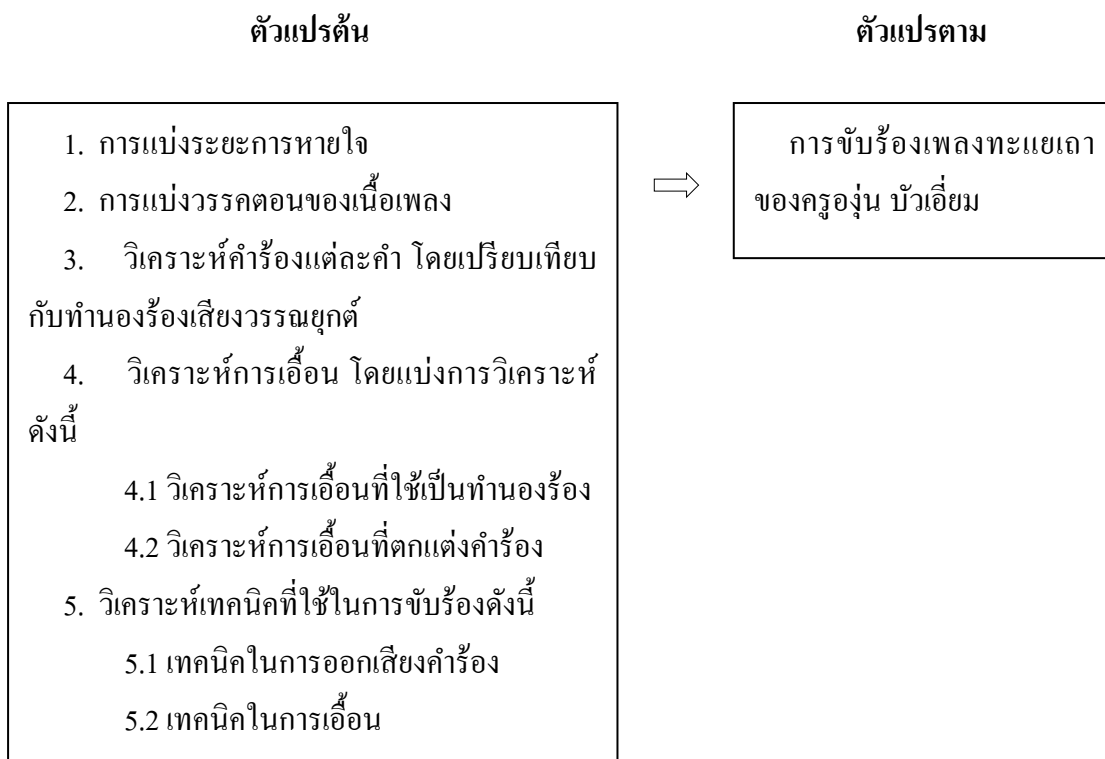 ตัวแปรต้น
ตัวแปรตาม
1. การแบ่งระยะการหายใจ
2. การแบ่งวรรคตอนของเนื้อเพลง
3. วิเคราะห์คำร้องแต่ละคำ โดยเปรียบเทียบ
กับทำนองร้องเสียงวรรณยุกต์
4. วิเคราะห์การเอื้อน โดยแบ่งการวิเคราะห์
ดังนี้
4.1 วิเคราะห์การเอื้อนที่ใช้เป็นทำนองร้อง
4.2 วิเคราะห์การเอื้อนที่ตกแต่งคำร้อง
5. วิเคราะห์เทคนิคที่ใช้ในการขับร้องดังนี้
5.1 เทคนิคในการออกเสียงคำร้อง
5.2 เทคนิคในการเอื้อน
การขับร้องเพลงทะแยเถา
ของครูองุ่น บัวเอี่ยม